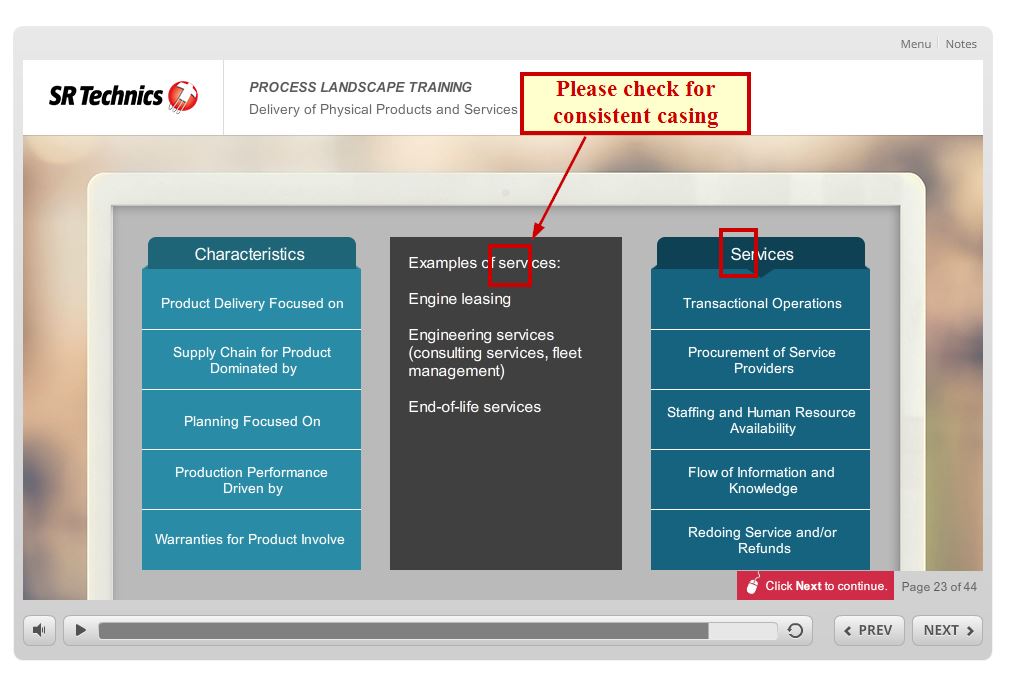 Menu
Notes
SR Technics
PROCESS LANDSCAPE TRAINING
Delivery of Physical Products and Services
Please check for
consistent casing
Characteristics
Product Delivery Focused on
Supply Chain for Product
Dominated by
Planning Focused On
Production Performance
Driven by
Warranties for Product Involve
Examples of services:
Engine leasing
Engineering services
(consulting services, fleet
management)
End-of-life services
Services
Transactional Operations
Procurement of Service
Providers
Staffing and Human Resource
Availability
Flow of Information and
Knowledge
Redoing Service and/or
Refunds
Click Next to continue.
Page 23 of 44
PREV
NEXT